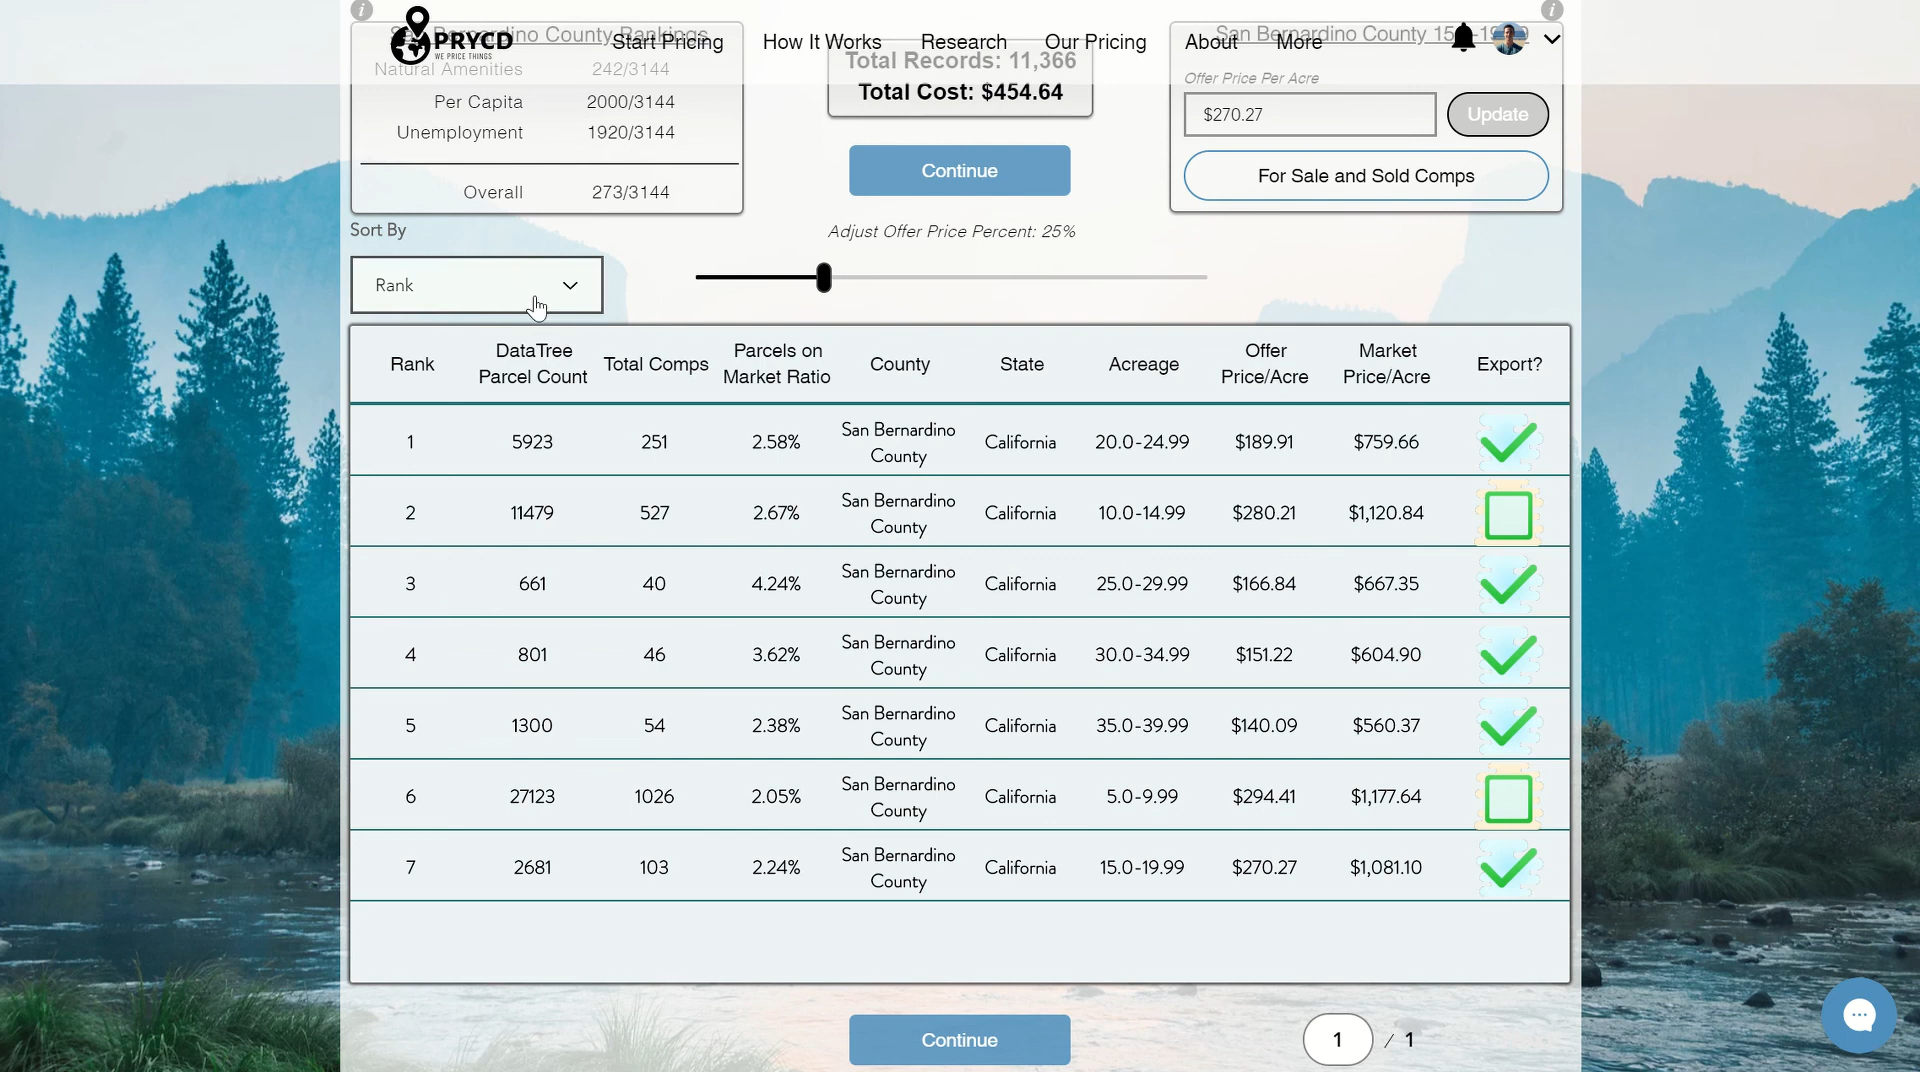 San Bernardino County Rankings
PRYCD
WE PRICE THINGS
Start Pricing
How It Works
Research
Our Pricing
About
More
San Bernardino County
Natural Amenities 242/3144
Per Capita 2000/3144
Unemployment 1920/3144
Overall 273/3144
Total Records: 11,366
Total Cost: $454.64
Continue
Offer Price Per Acre
$270.27
Update
For Sale and Sold Comps
Sort By
Rank
Adjust Offer Price Percent: 25%
Rank DataTree Parcel Count Total Comps Parcels on Market Ratio County State Acreage Offer Price/Acre Market Price/Acre Export?
1 5923 251 2.58% San Bernardino County California 20.0-24.99 $189.91 $759.66
2 11479 527 2.67% San Bernardino County California 10.0-14.99 $280.21 $1,120.84
3 661 40 4.24% San Bernardino County California 25.0-29.99 $166.84 $667.35
4 801 46 3.62% San Bernardino County California 30.0-34.99 $151.22 $604.90
5 1300 54 2.38% San Bernardino County California 35.0-39.99 $140.09 $560.37
6 27123 1026 2.05% San Bernardino County California 5.0-9.99 $294.41 $1,177.64
7 2681 103 2.24% San Bernardino County California 15.0-19.99 $270.27 $1,081.10
Continue
1 / 1